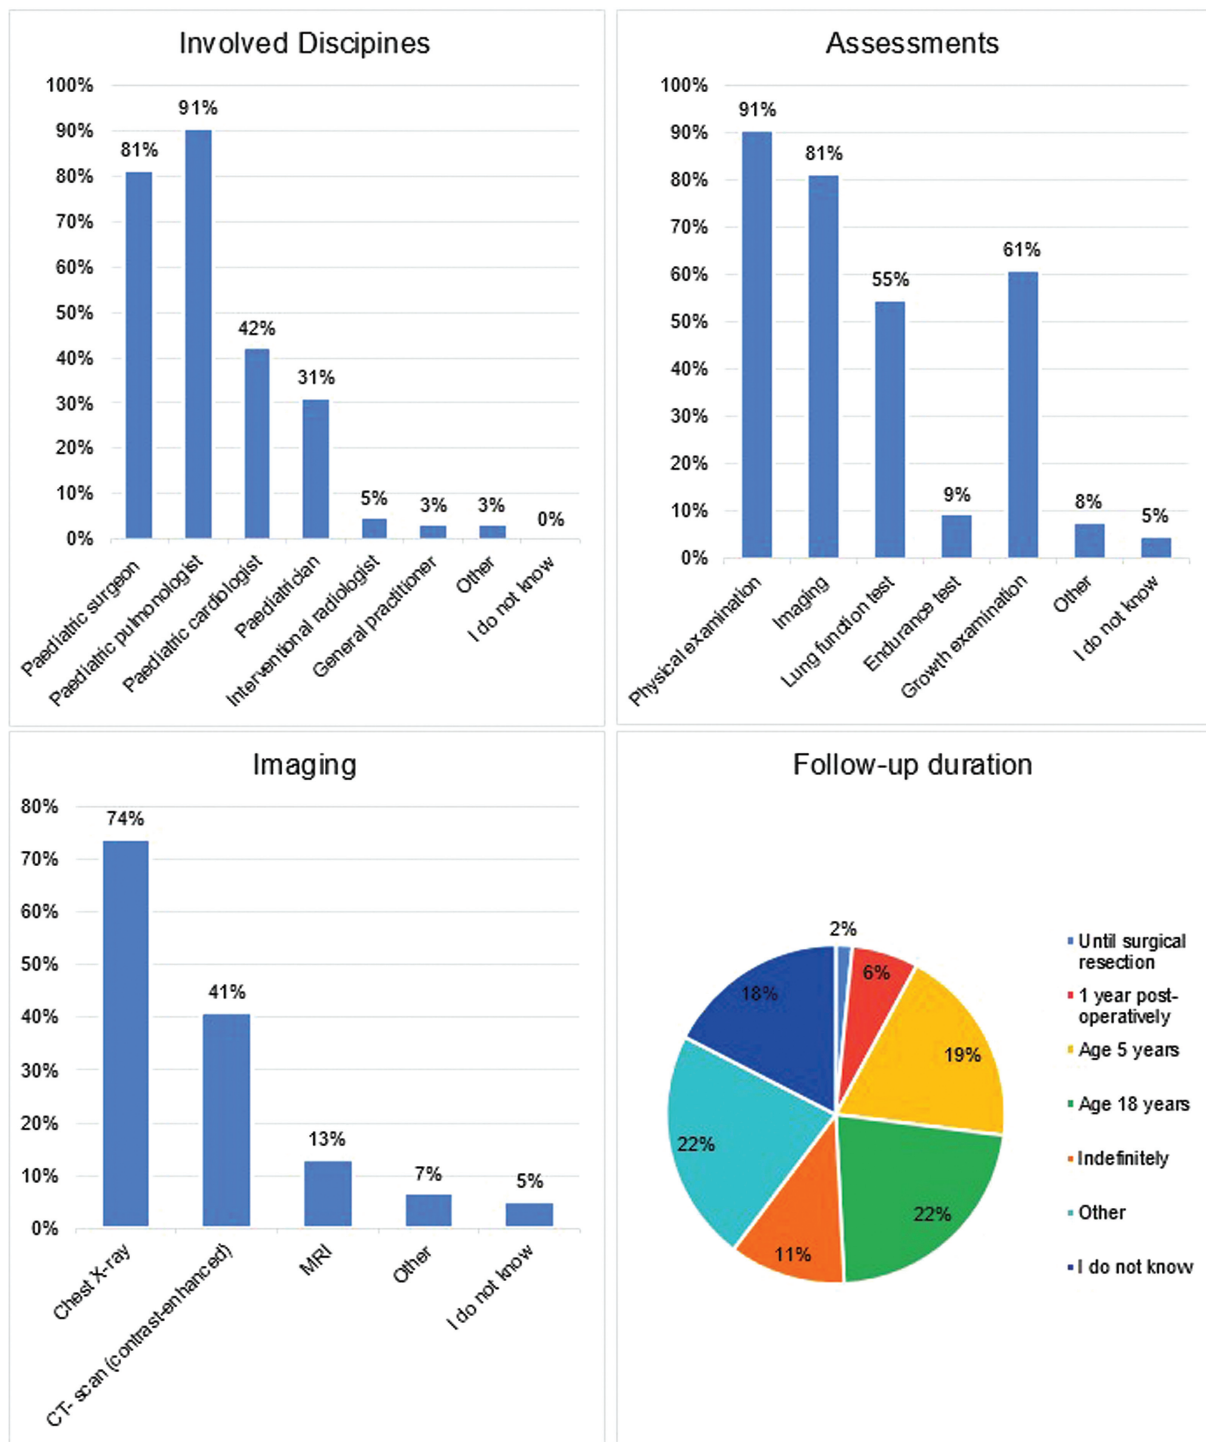 Involved Discipines
100%
90%
80%
70%
60%
50%
40%
30%
20%
10%
0%
81%
91%
42%
31%
5%
3%
3%
0%
Paediatric surgeon
Paediatric pulmonologist
Paediatric cardiologist
Paediatrician
Interventional radiologist
General practitioner
Other
I do not know
Assessments
100%
90%
80%
70%
60%
50%
40%
30%
20%
10%
0%
91%
81%
55%
9%
61%
8%
5%
Physical examination
Imaging
Lung function test
Endurance test
Growth examination
Other
I do not know
Imaging
80%
70%
60%
50%
40%
30%
20%
10%
0%
74%
41%
13%
7%
5%
Chest X-ray
CT- scan (contrast-enhanced)
MRI
Other
I do not know
Follow-up duration
2%
6%
19%
22%
11%
22%
18%
Until surgical
resection
1 year post-
operatively
Age 5 years
Age 18 years
Indefinitely
Other
I do not know